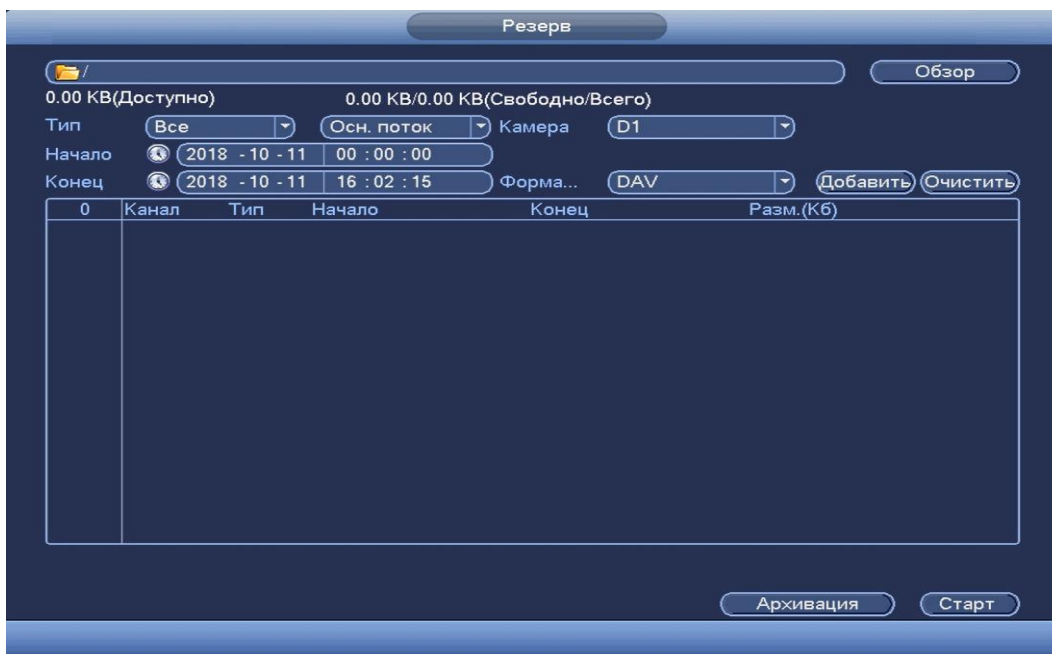 Резерв
/ Обзор
0.00 KB(Доступно) 0.00 KB/0.00 KB(Свободно/Всего)
Тип Все Осн. поток Камера D1
Начало 2018 - 10 - 11 00 : 00 : 00
Конец 2018 - 10 - 11 16 : 02 : 15 Форма... DAV Добавить Очистить
0 Канал Тип Начало Конец Разм.(Кб)
Архивация Старт